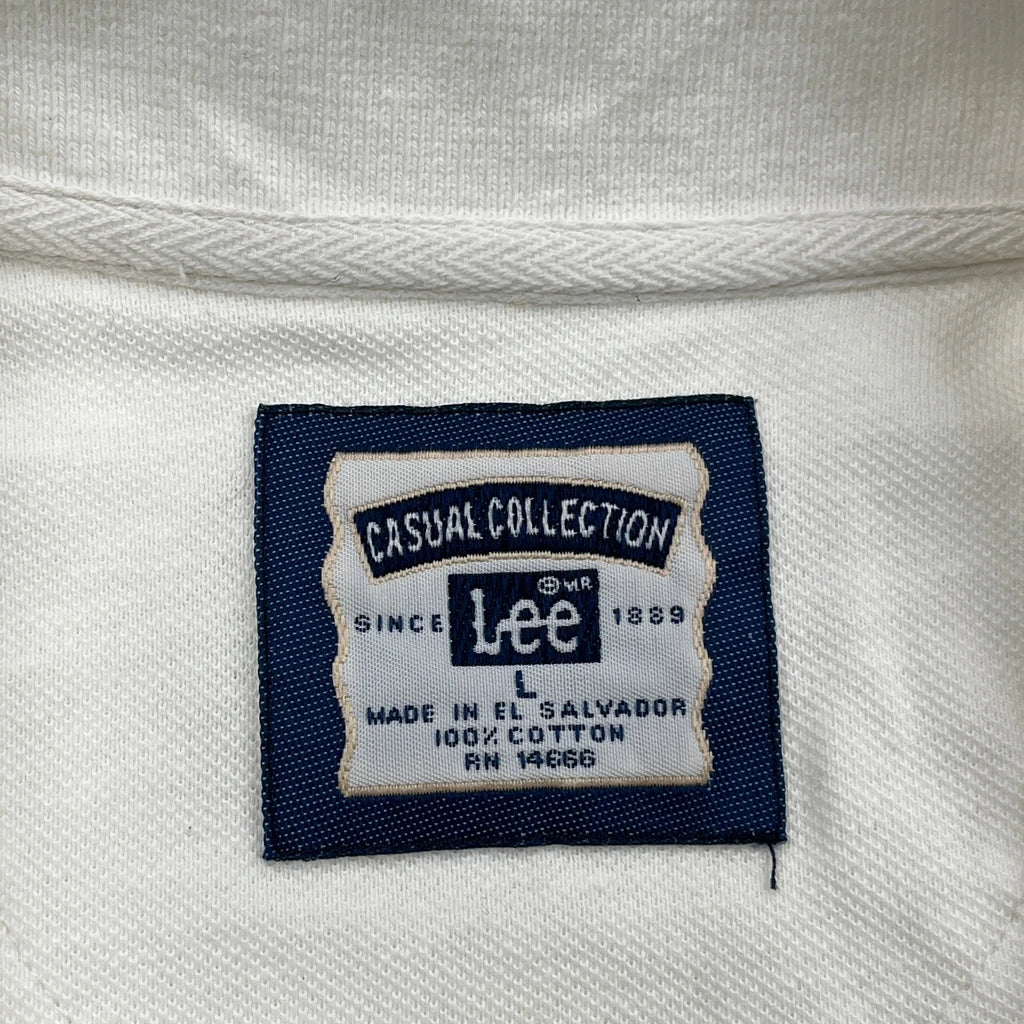 CASUAL COLLECTION
® M.R.
SINCE Lee 1889
L
MADE IN EL SALVADOR
100% COTTON
RN 14666